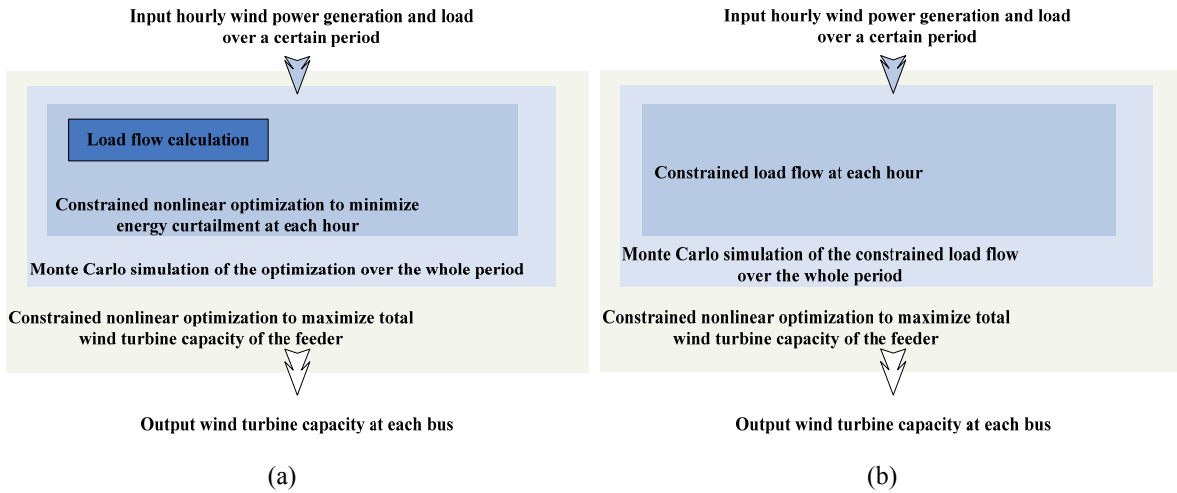 Input hourly wind power generation and load
over a certain period
Load flow calculation
Constrained nonlinear optimization to minimize
energy curtailment at each hour
Monte Carlo simulation of the optimization over the whole period
Constrained nonlinear optimization to maximize total
wind turbine capacity of the feeder
Output wind turbine capacity at each bus
(a)
Input hourly wind power generation and load
over a certain period
Constrained load flow at each hour
Monte Carlo simulation of the constrained load flow
over the whole period
Constrained nonlinear optimization to maximize total
wind turbine capacity of the feeder
Output wind turbine capacity at each bus
(b)